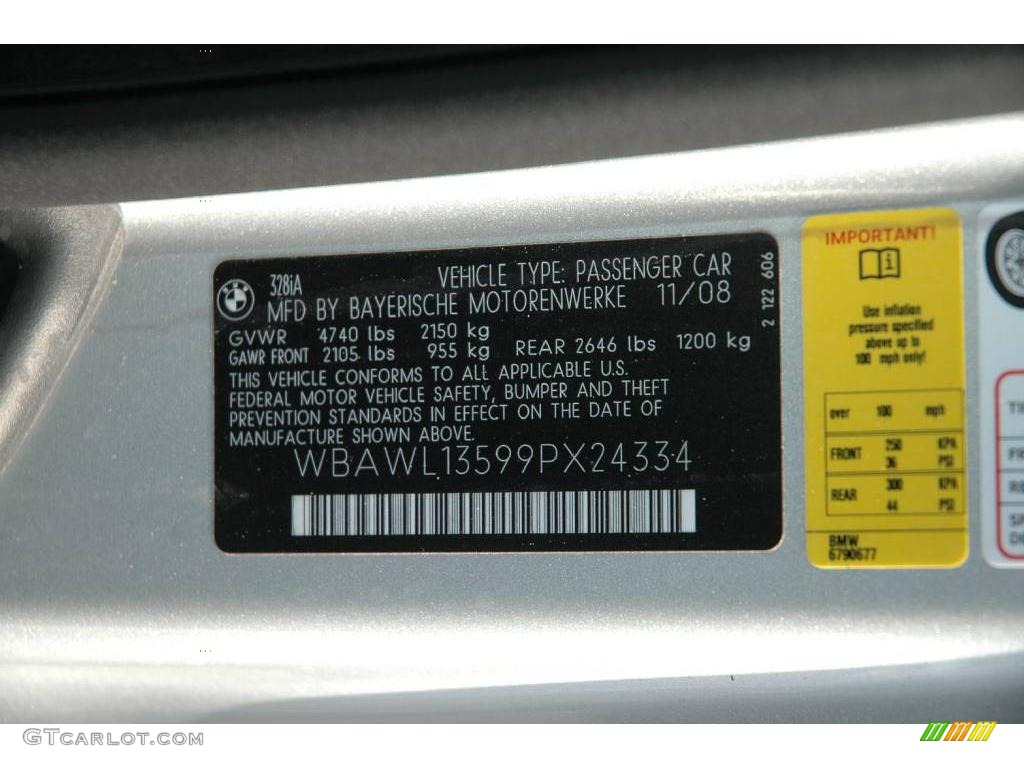 BMW
328iA
VEHICLE TYPE: PASSENGER CAR
MFD BY BAYERISCHE MOTORENWERKE 11/08
GVWR 4740 lbs 2150 kg
GAWR FRONT 2105 lbs 955 kg REAR 2646 lbs 1200 kg
THIS VEHICLE CONFORMS TO ALL APPLICABLE U.S.
FEDERAL MOTOR VEHICLE SAFETY, BUMPER AND THEFT
PREVENTION STANDARDS IN EFFECT ON THE DATE OF
MANUFACTURE SHOWN ABOVE.
WBAWL13599PX24334
2 122 606
IMPORTANT!
Use inflation
pressure specified
above up to
100 mph only!
over 100 mph
FRONT 250 KPA
36 PSI
REAR 300 KPA
44 PSI
BMW
6790677
GTCARLOT.COM